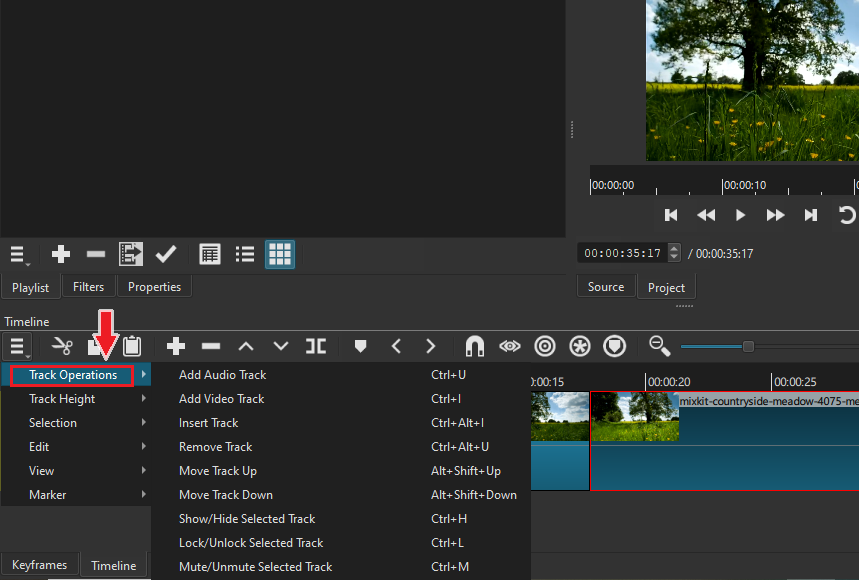 00:00:00
00:00:10
00:00:35:17
/ 00:00:35:17
Playlist
Filters
Properties
Source
Project
Timeline
Track Operations
Track Height
Selection
Edit
View
Marker
Add Audio Track Ctrl+U
Add Video Track Ctrl+I
Insert Track Ctrl+Alt+I
Remove Track Ctrl+Alt+U
Move Track Up Alt+Shift+Up
Move Track Down Alt+Shift+Down
Show/Hide Selected Track Ctrl+H
Lock/Unlock Selected Track Ctrl+L
Mute/Unmute Selected Track Ctrl+M
0:00:15
00:00:20
00:00:25
mixkit-countryside-meadow-4075-me
Keyframes
Timeline